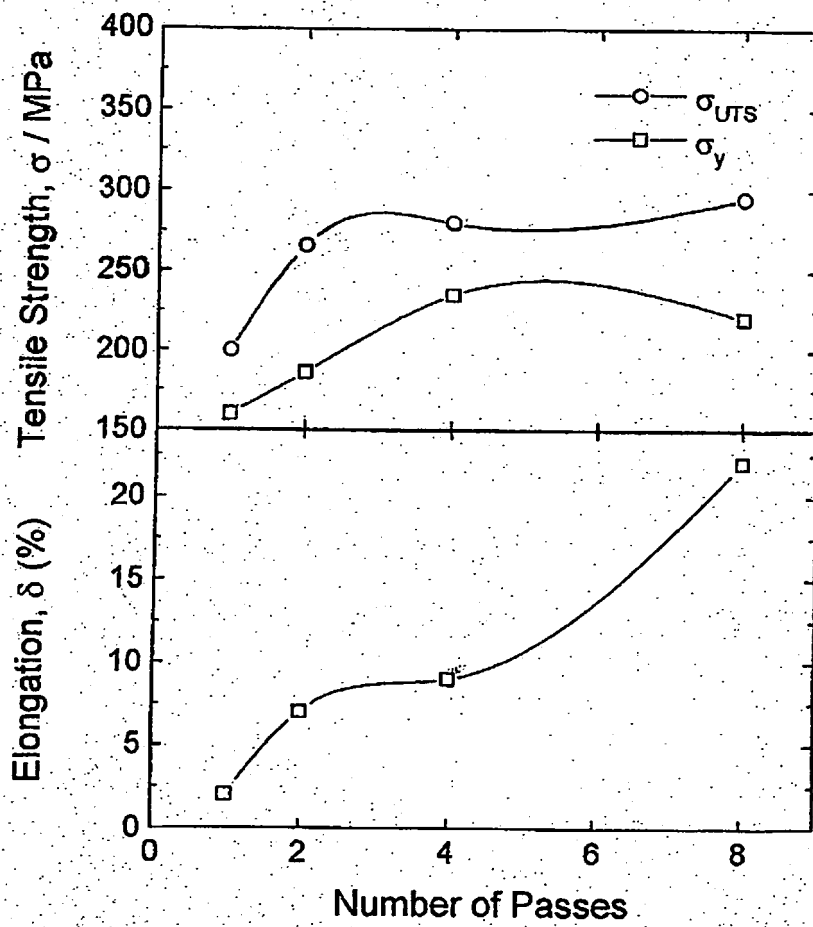 400
350
300
250
200
150
Tensile Strength, σ / MPa
σUTS
σy
20
15
10
5
0
Elongation, δ (%)
0 2 4 6 8
Number of Passes